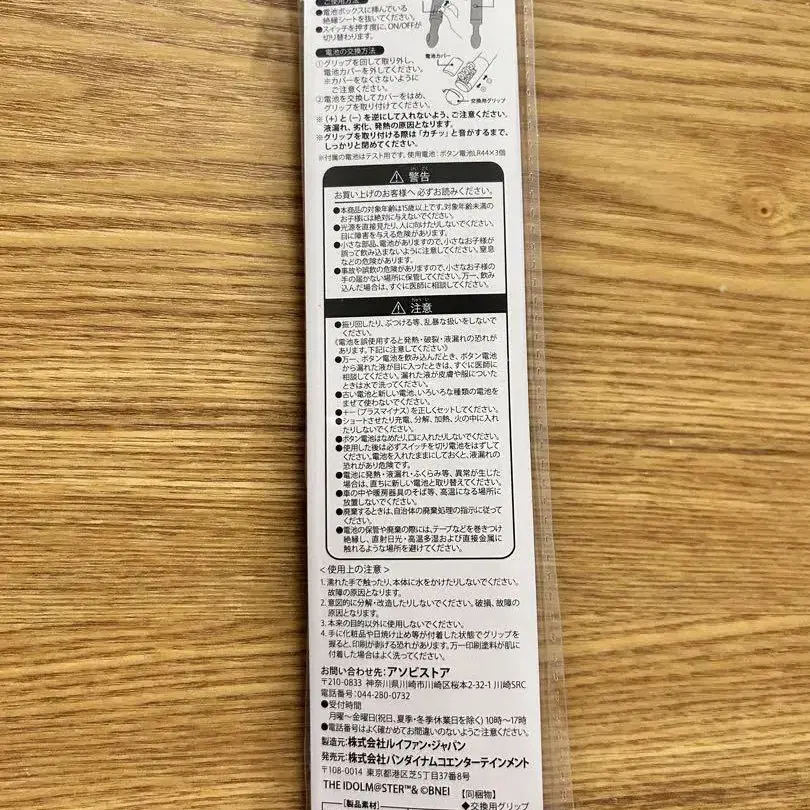 ご使用方法
●電池ボックスに挿んでいる
絶縁シートを抜いてください。
●スイッチを押す度に、ON/OFFが
切り替わります。
電池の交換方法
①グリップを回して取り外し、
電池カバーを外してください。
※カバーをなくさないように
ご注意ください。
②電池を交換してカバーをはめ、
グリップを取り付けてください。
電池カバー
交換用グリップ
※(+)と(ー)を逆にして入れないよう、ご注意ください。
液漏れ、劣化、発熱の原因となります。
※グリップを取り付ける際は「カチッ」と音がするまで、
しっかりと閉めてください。
※付属の電池はテスト用です。使用電池:ボタン電池LR44×3個
⚠警告
お買い上げのお客様へ 必ずお読みください。
●本商品の対象年齢は15歳以上です。対象年齢未満の
お子様には絶対に与えないでください。
●光源を直接見たり、人に向けたりしないでください。
目に障害を与える危険があります。
●小さな部品、電池がありますので、小さなお子様が
誤って飲み込まないように注意してください。窒息
などの危険があります。
●事故や誤飲の危険がありますので、小さなお子様の
手の届かない場所に保管してください。万一、飲み
込んだ場合は、すぐに医師に相談してください。
⚠注意
●振り回したり、ぶつける等、乱暴な扱いをしないで
ください。
《電池を誤使用すると発熱・破裂・液漏れの恐れが
あります。下記に注意してください》
●万一、ボタン電池を飲み込んだとき、ボタン電池
から漏れた液が目に入ったときは、すぐに医師に
相談してください。漏れた液が皮膚や服についた
ときは水で洗ってください。
●古い電池と新しい電池、いろいろな種類の電池を
まぜて使わないでください。
●+ー(プラスマイナス)を正しくセットしてください。
●ショートさせたり充電、分解、加熱、火の中に入れ
たりしないでください。
●ボタン電池はなめたり、口に入れたりしないでください。
●使用した後は必ずスイッチを切り電池をはずして
ください。電池を入れたままにしておくと、液漏れの
恐れがあり危険です。
●電池に発熱・液漏れ・ふくらみ等、異常が生じた
場合は、直ちに新しい電池と取り替えてください。
●車の中や暖房器具のそば等、高温になる場所に
放置しないでください。
●廃棄するときは、自治体の廃棄処理の指示に従って
ください。
●電池の保管や廃棄の際には、テープなどを巻きつけ
絶縁し、直射日光・高温多湿および直接金属に
触れるような場所を避けてください。
<使用上の注意>
1. 濡れた手で触ったり、本体に水をかけたりしないでください。
故障の原因となります。
2. 意図的に分解・改造したりしないでください。破損、故障の
原因となります。
3. 本来の目的以外に使用しないでください。
4. 手に化粧品や日焼け止め等が付着した状態でグリップを
握ると、印刷が剥げる恐れがあります。万一印刷塗料が肌に
付着した場合はよく洗ってください。
お問い合わせ先:アソビストア
〒210-0833 神奈川県川崎市川崎区桜本2-32-1 川崎SRC
電話番号:044-280-0732
●受付時間
月曜〜金曜日(祝日、夏季・冬季休業日を除く)10時〜17時
●電話番号はよく確かめてお間違いのないようご注意ください。
製造元:株式会社ルイファン・ジャパン
発売元:株式会社バンダイナムコエンターテインメント
〒108-0014 東京都港区芝5丁目37番8号
THE IDOLM@STER™& ©BNEI
【同梱物】
【製品素材】
◆交換用グリップ